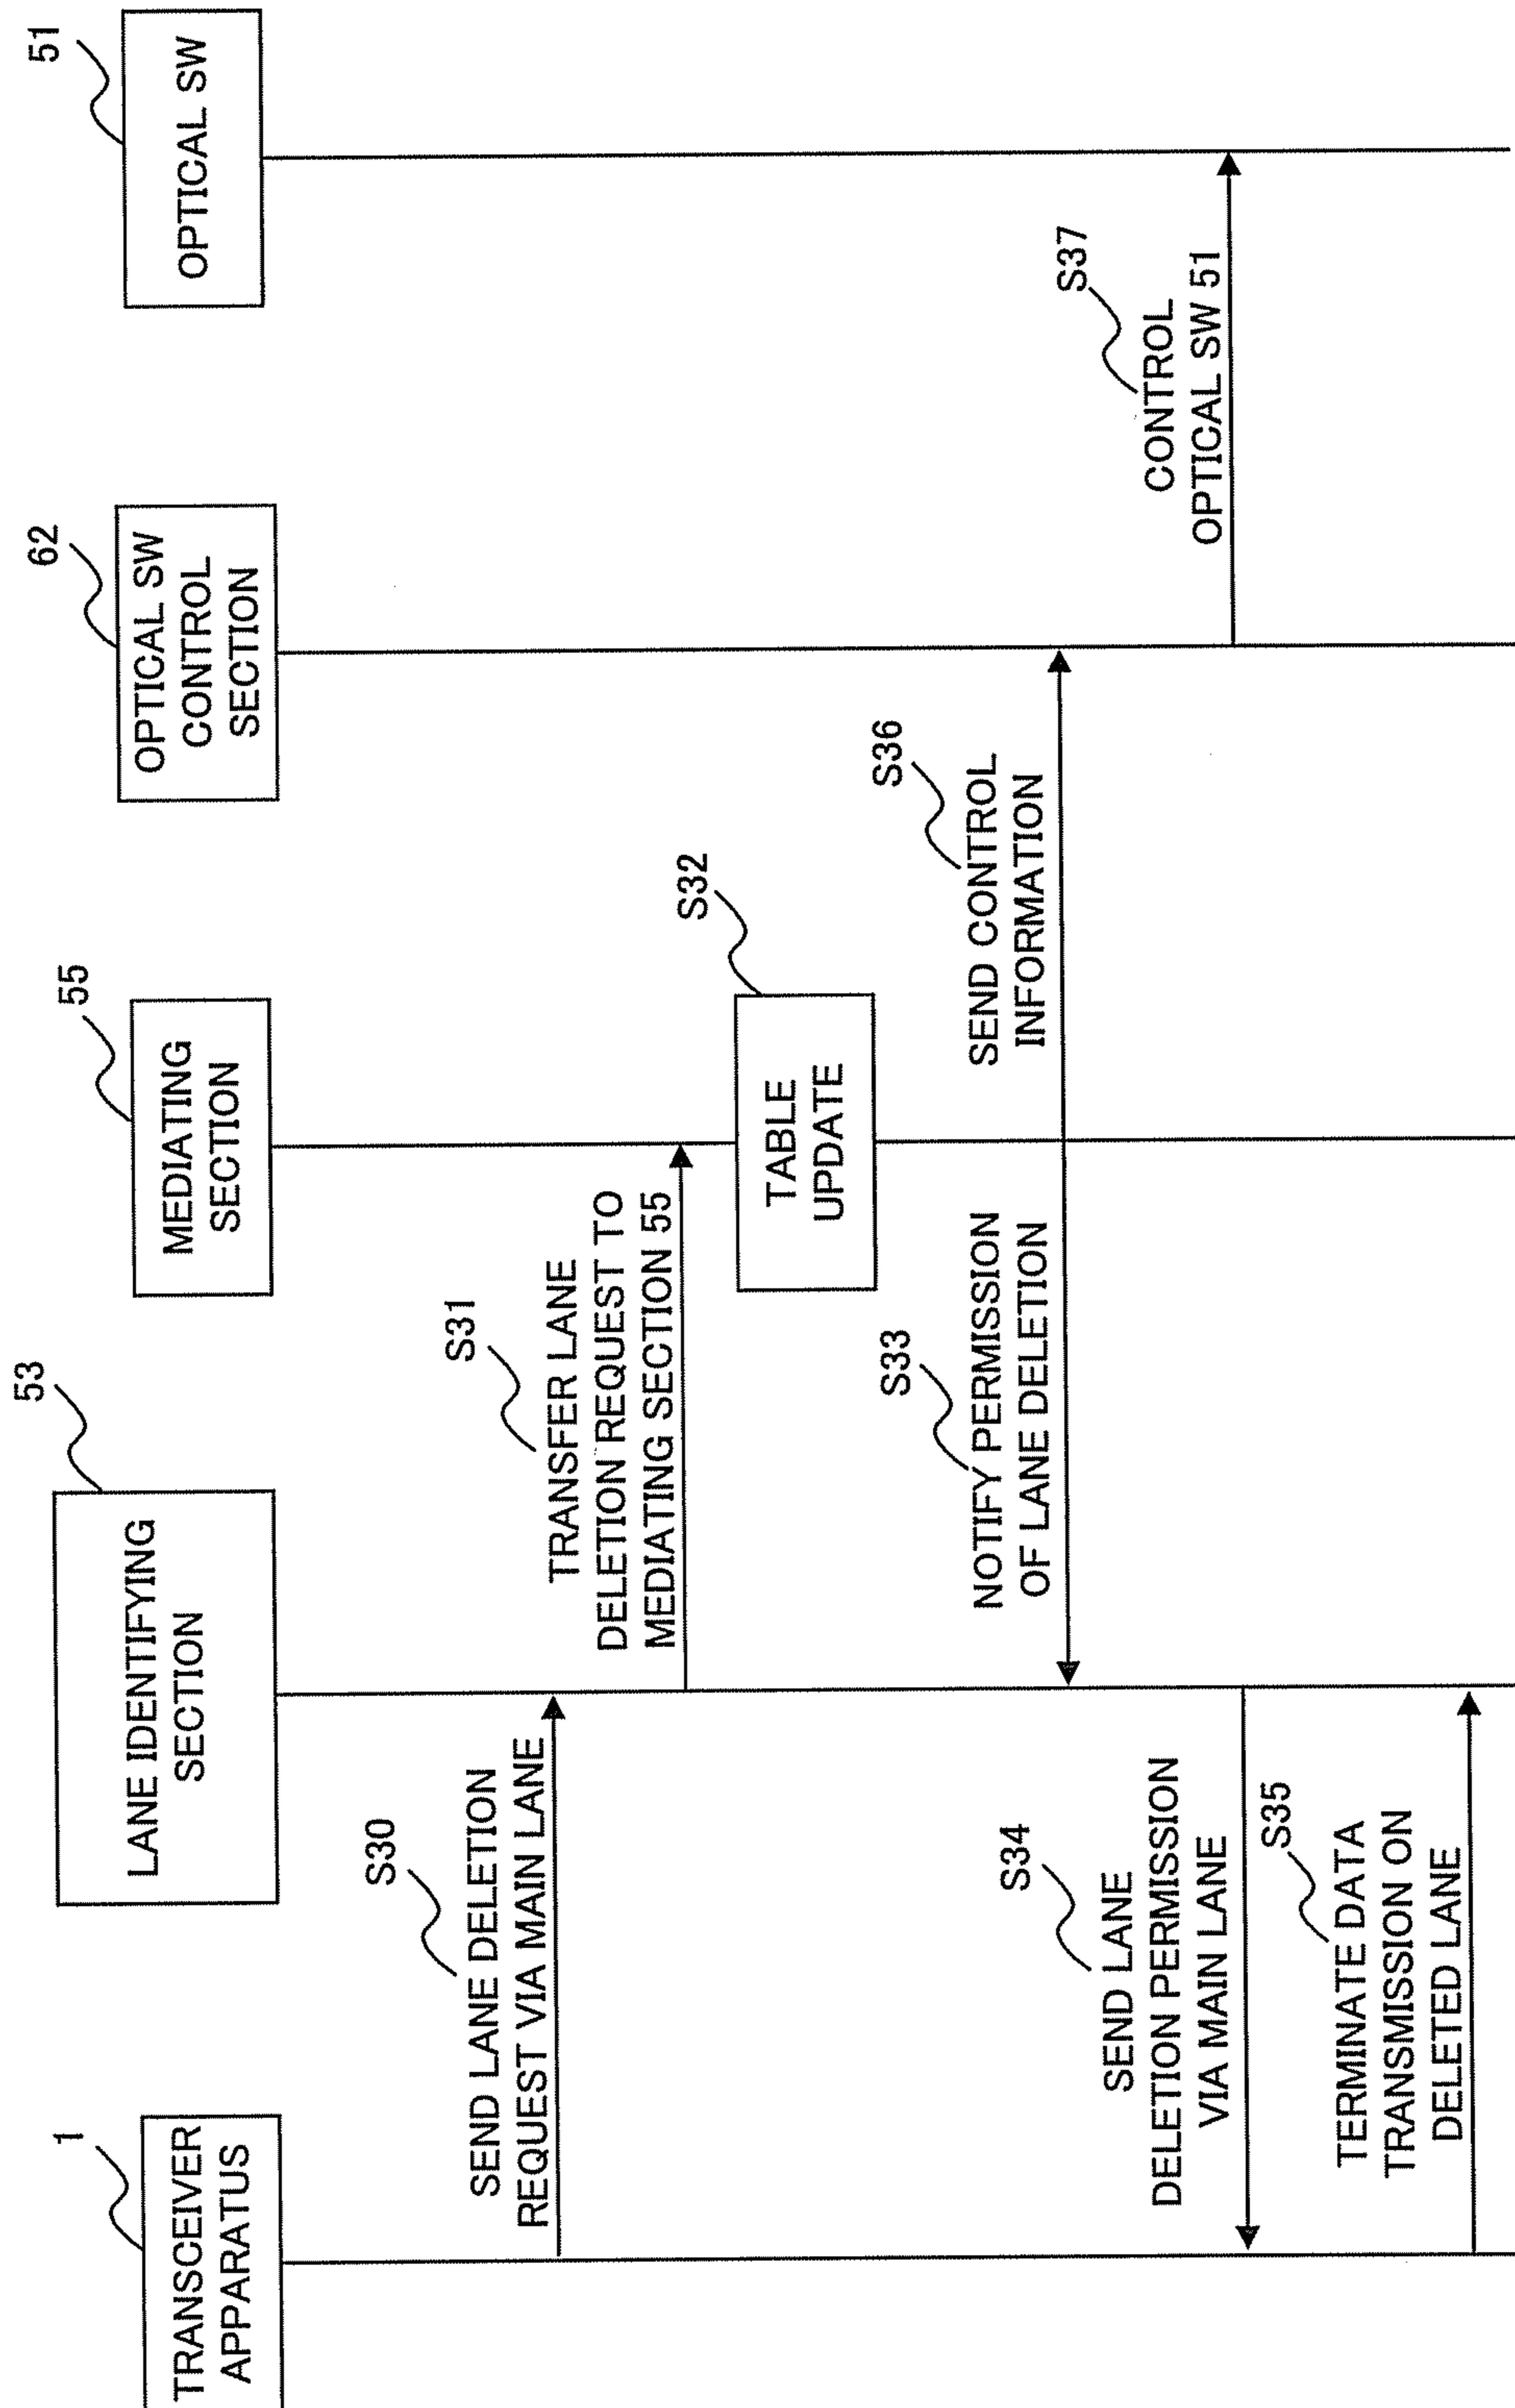 1
TRANSCEIVER
APPARATUS
53
LANE IDENTIFYING
SECTION
55
MEDIATING
SECTION
62
OPTICAL SW
CONTROL
SECTION
51
OPTICAL SW
S30
SEND LANE DELETION
REQUEST VIA MAIN LANE
S31
TRANSFER LANE
DELETION REQUEST TO
MEDIATING SECTION 55
S32
TABLE
UPDATE
S33
NOTIFY PERMISSION
OF LANE DELETION
S36
SEND CONTROL
INFORMATION
S34
SEND LANE
DELETION PERMISSION
VIA MAIN LANE
S37
CONTROL
OPTICAL SW 51
S35
TERMINATE DATA
TRANSMISSION ON
DELETED LANE